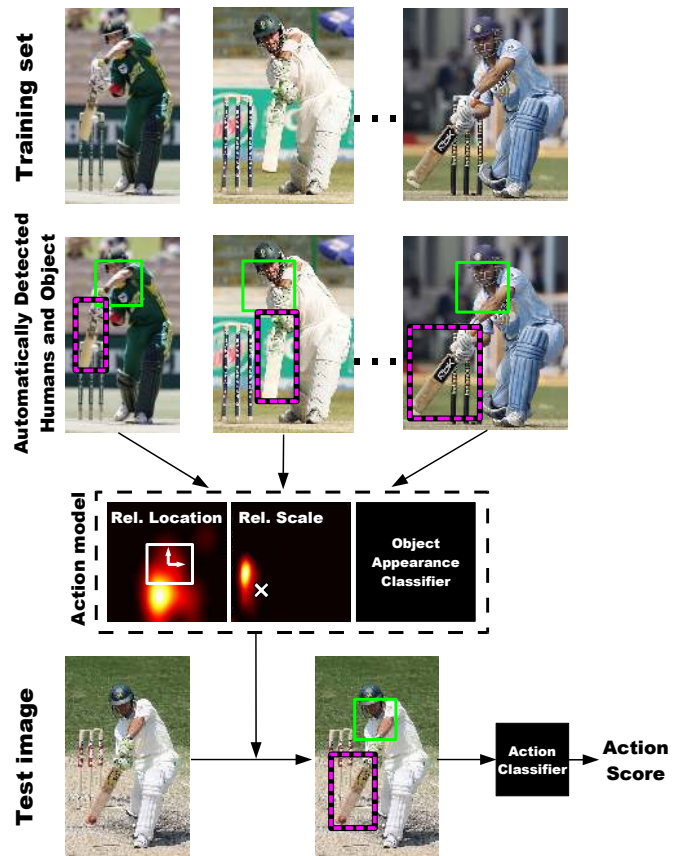 Training set
Automatically Detected
Humans and Object
Action model
Rel. Location
Rel. Scale
Object
Appearance
Classifier
Test image
Action
Classifier
Action
Score